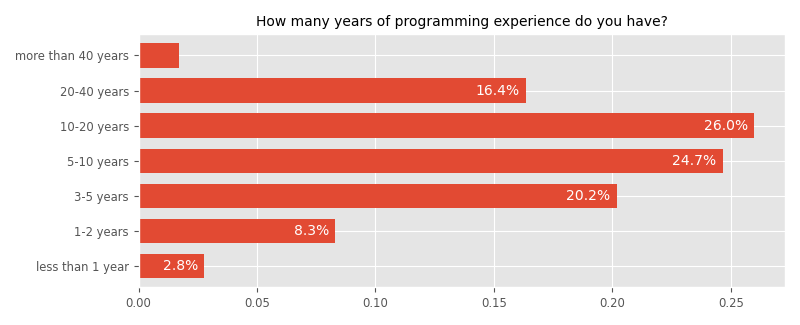 How many years of programming experience do you have?
more than 40 years
20-40 years 16.4%
10-20 years 26.0%
5-10 years 24.7%
3-5 years 20.2%
1-2 years 8.3%
less than 1 year 2.8%
0.00 0.05 0.10 0.15 0.20 0.25